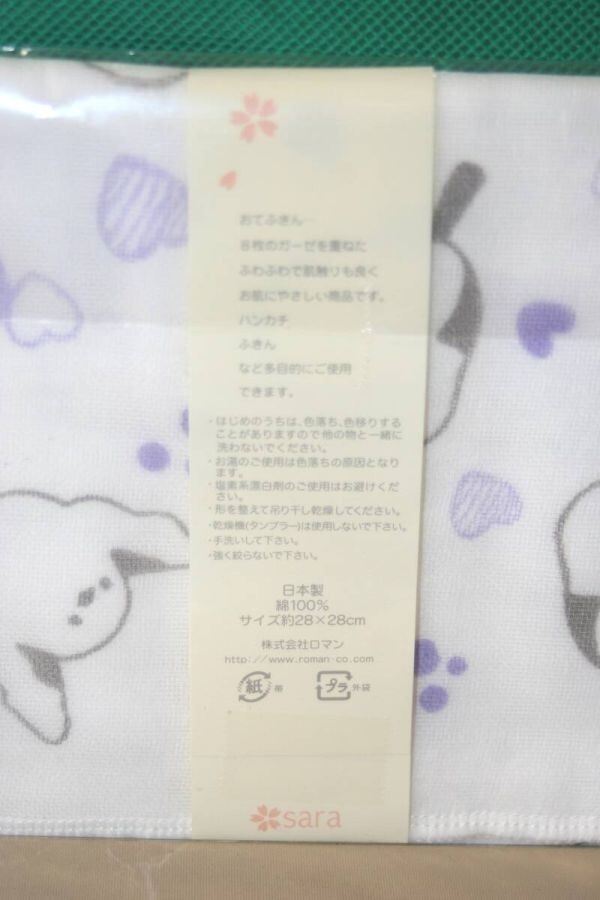 おてふきん…
8枚のガーゼを重ねた
ふわふわで肌触りも良く
お肌にやさしい商品です。
ハンカチ
ふきん
など多目的にご使用
できます。
・はじめのうちは、色落ち、色移りする
ことがありますので他の物と一緒に
洗わないでください。
・お湯のご使用は色落ちの原因となり
ます。
・塩素系漂白剤のご使用はお避けくだ
さい。
・形を整えて吊り干し乾燥してください。
・乾燥機(タンブラー)は使用しないで下さい。
・手洗いして下さい。
・強く絞らないで下さい。
日本製
綿100%
サイズ約28×28cm
株式会社ロマン
http://www.roman-co.com
紙 帯 プラ 外袋
sara